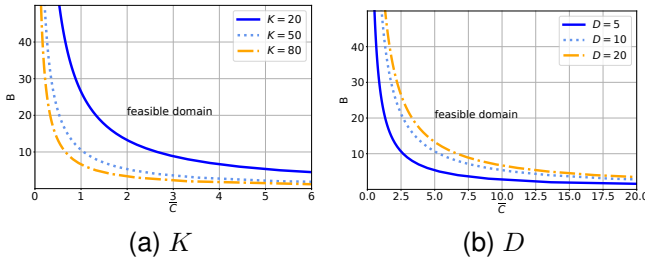 50
40
30
20
10
B
K = 20
K = 50
K = 80
feasible domain
0 1 2 3 4 5 6
C̅
(a) K
50
40
30
20
10
B
D = 5
D = 10
D = 20
feasible domain
0.0 2.5 5.0 7.5 10.0 12.5 15.0 17.5 20.0
C̅
(b) D